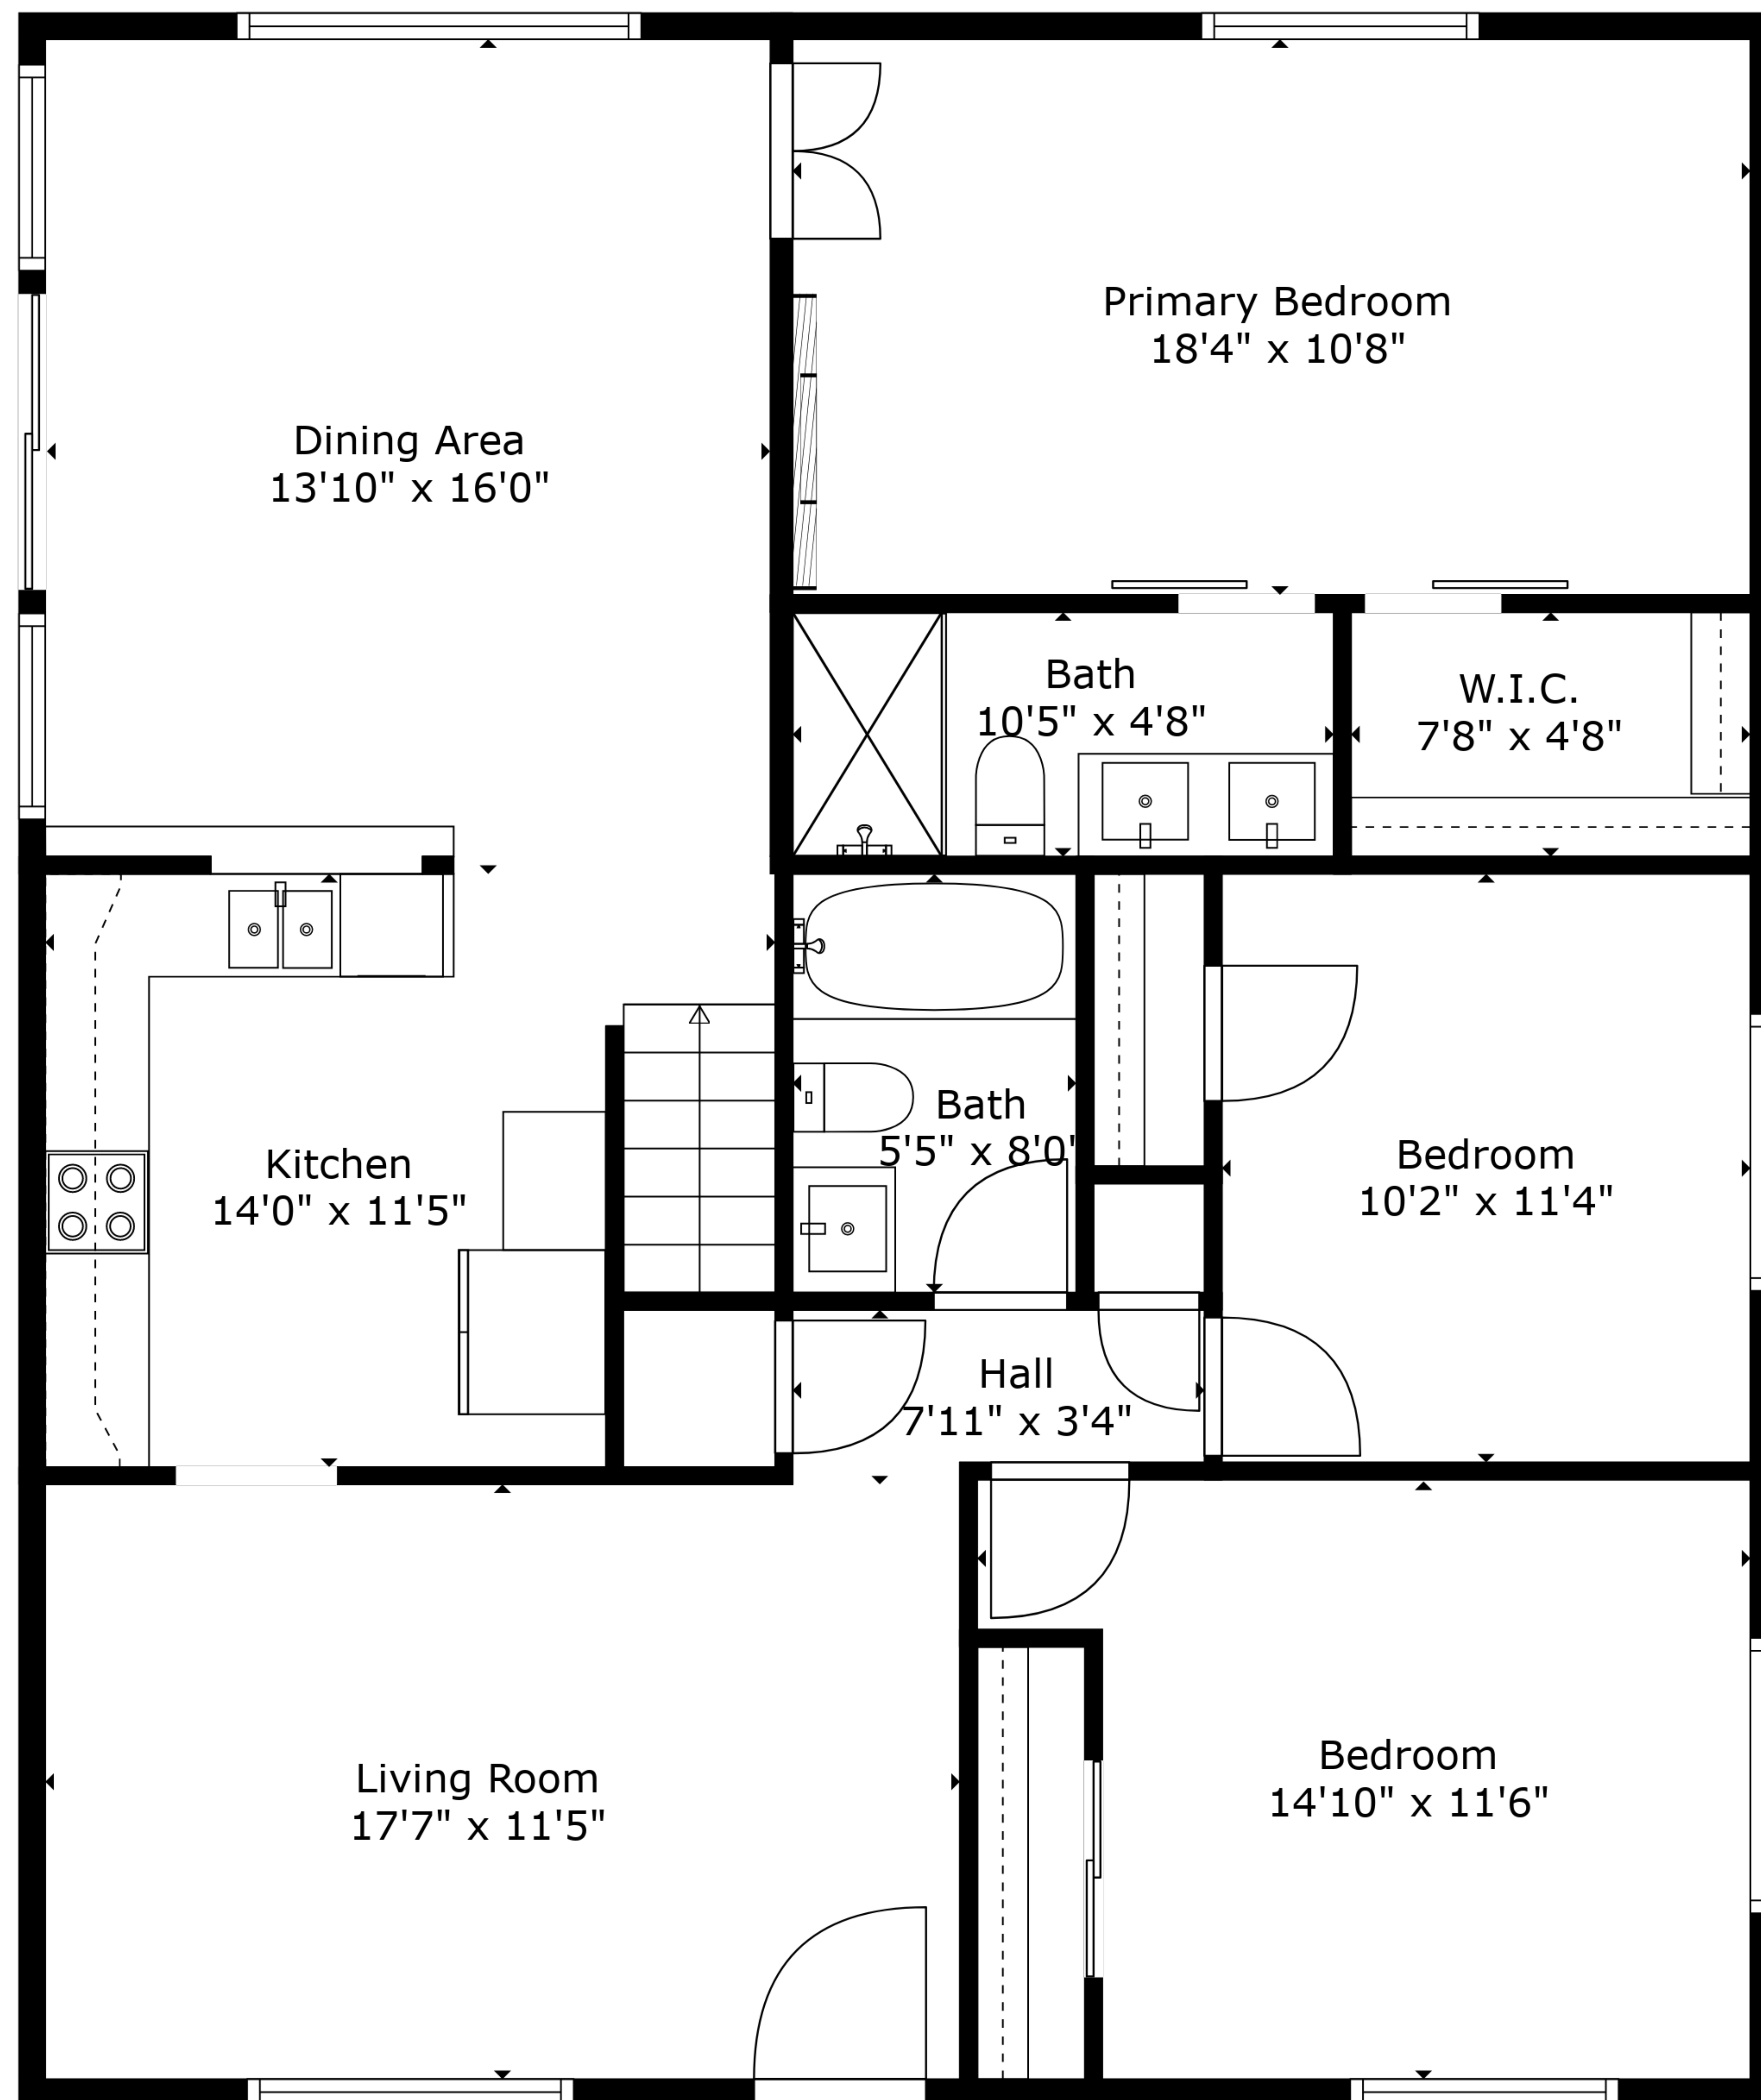 Primary Bedroom
18'4" x 10'8"
Dining Area
13'10" x 16'0"
Bath
10'5" x 4'8"
W.I.C.
7'8" x 4'8"
Bath
5'5" x 8'0"
Kitchen
14'0" x 11'5"
Bedroom
10'2" x 11'4"
Hall
7'11" x 3'4"
Living Room
17'7" x 11'5"
Bedroom
14'10" x 11'6"